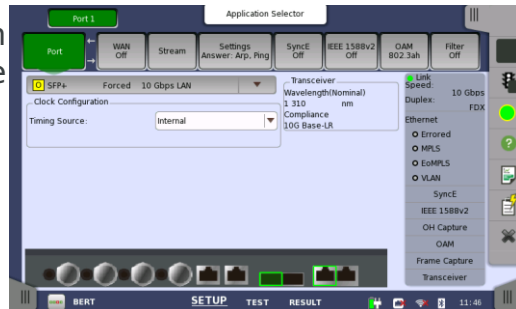 Port 1
Application Selector
Port
WAN
Off
Stream
Settings
Answer: Arp, Ping
SyncE
Off
IEEE 1588v2
Off
OAM
802.3ah
Filter
Off
SFP+ Forced 10 Gbps LAN
Clock Configuration
Timing Source: Internal
Transceiver
Wavelength(Nominal)
1 310 nm
Compliance
10G Base-LR
Link
Speed:
10 Gbps
Duplex:
FDX
Ethernet
Errored
MPLS
EoMPLS
VLAN
SyncE
IEEE 1588v2
OH Capture
OAM
Frame Capture
Transceiver
BERT
SETUP TEST RESULT
11:46